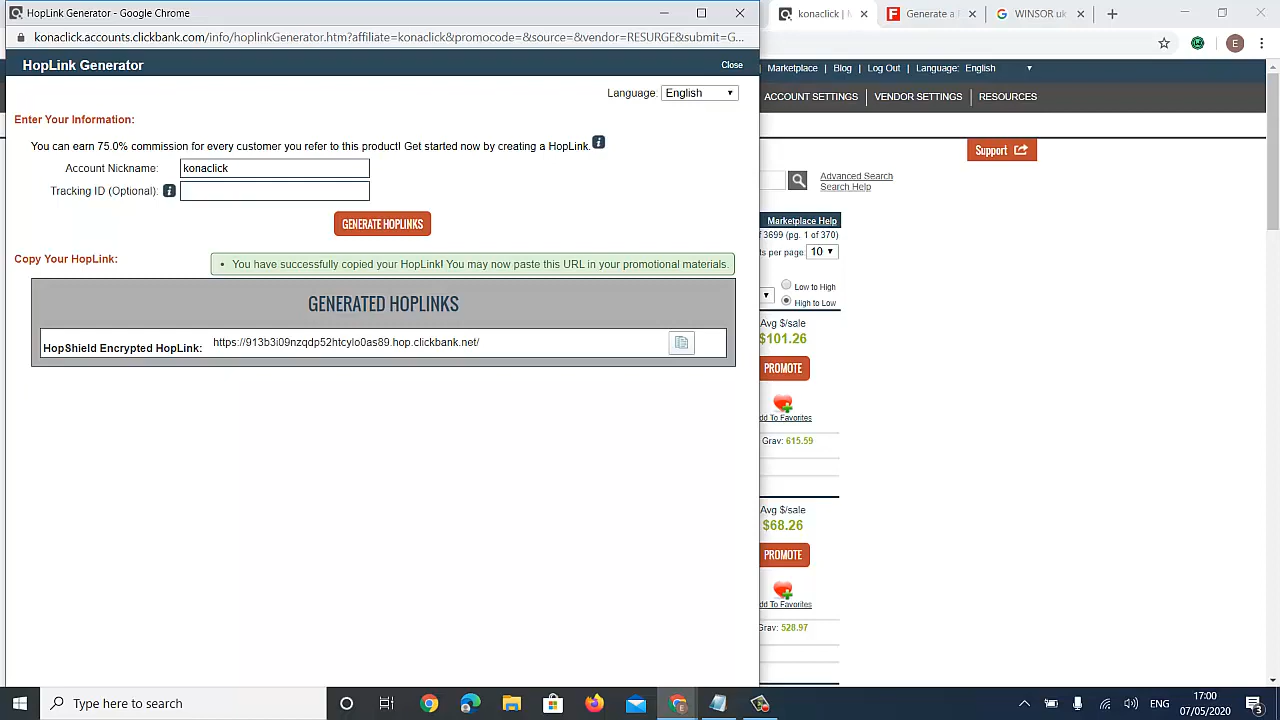 HopLink Generator - Google Chrome
konaclick.accounts.clickbank.com/info/hoplinkGenerator.htm?affiliate=konaclick&promocode=&source=&vendor=RESURGE&submit=G...
HopLink Generator
Close
Language: English
Enter Your Information:
You can earn 75.0% commission for every customer you refer to this product! Get started now by creating a HopLink.
Account Nickname: konaclick
Tracking ID (Optional):
GENERATE HOPLINKS
Copy Your HopLink:
• You have successfully copied your HopLink! You may now paste this URL in your promotional materials.
GENERATED HOPLINKS
HopShield Encrypted HopLink: https://913b3i09nzqdp52htcylo0as89.hop.clickbank.net/
konaclick | M
Generate a
WINSOR uk
E
Marketplace | Blog | Log Out | Language: English
ACCOUNT SETTINGS | VENDOR SETTINGS | RESOURCES
Support
Advanced Search
Search Help
Marketplace Help
f 3699 (pg. 1 of 370)
ts per page 10
Low to High
High to Low
Avg $/sale
$101.26
PROMOTE
dd To Favorites
Grav: 615.59
Avg $/sale
$68.26
PROMOTE
dd To Favorites
Grav: 528.97
Type here to search
ENG
17:00
07/05/2020
3